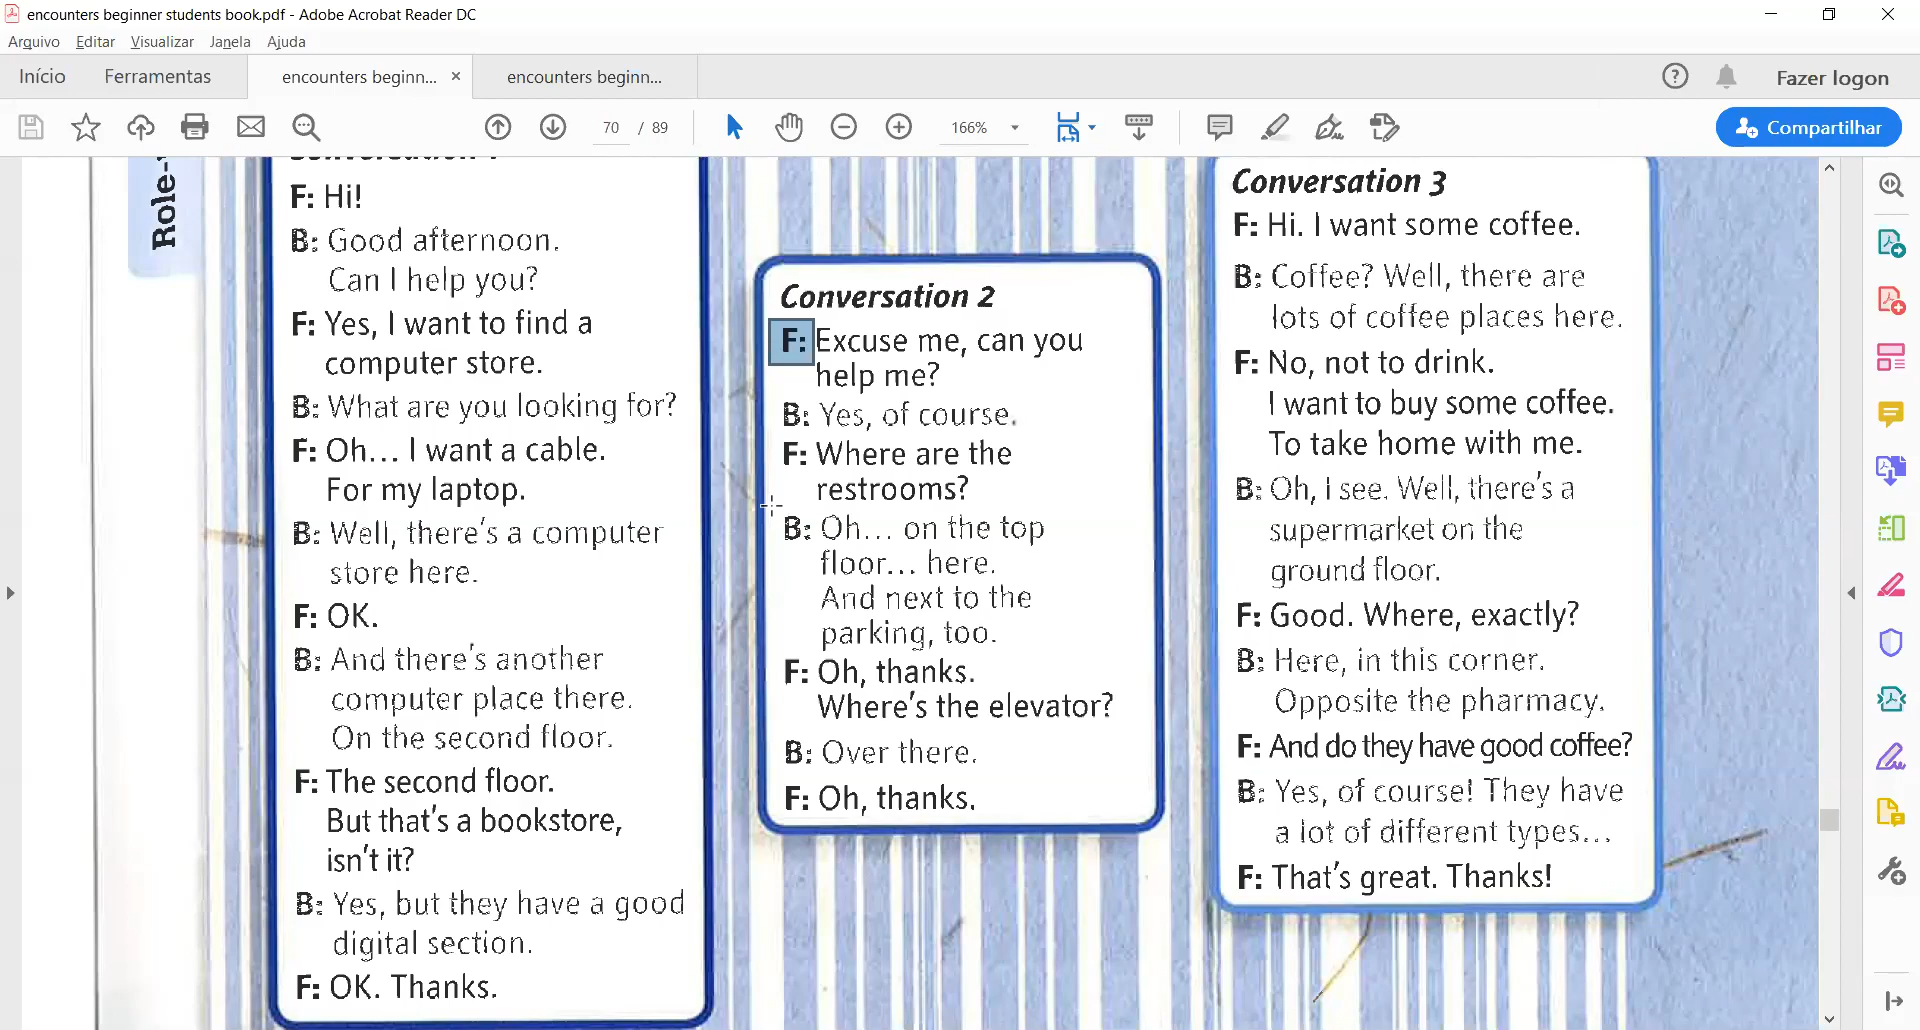 encounters beginner students book.pdf - Adobe Acrobat Reader DC
Arquivo Editar Visualizar Janela Ajuda
Início Ferramentas encounters beginn... × encounters beginn... Fazer logon
70 / 89 166% Compartilhar
Role-
F: Hi!
B: Good afternoon.
Can I help you?
F: Yes, I want to find a
computer store.
B: What are you looking for?
F: Oh... I want a cable.
For my laptop.
B: Well, there's a computer
store here.
F: OK.
B: And there's another
computer place there.
On the second floor.
F: The second floor.
But that's a bookstore,
isn't it?
B: Yes, but they have a good
digital section.
F: OK. Thanks.
Conversation 2
F: Excuse me, can you
help me?
B: Yes, of course.
F: Where are the
restrooms?
B: Oh... on the top
floor... here.
And next to the
parking, too.
F: Oh, thanks.
Where's the elevator?
B: Over there.
F: Oh, thanks.
Conversation 3
F: Hi. I want some coffee.
B: Coffee? Well, there are
lots of coffee places here.
F: No, not to drink.
I want to buy some coffee.
To take home with me.
B: Oh, I see. Well, there's a
supermarket on the
ground floor.
F: Good. Where, exactly?
B: Here, in this corner.
Opposite the pharmacy.
F: And do they have good coffee?
B: Yes, of course! They have
a lot of different types...
F: That's great. Thanks!